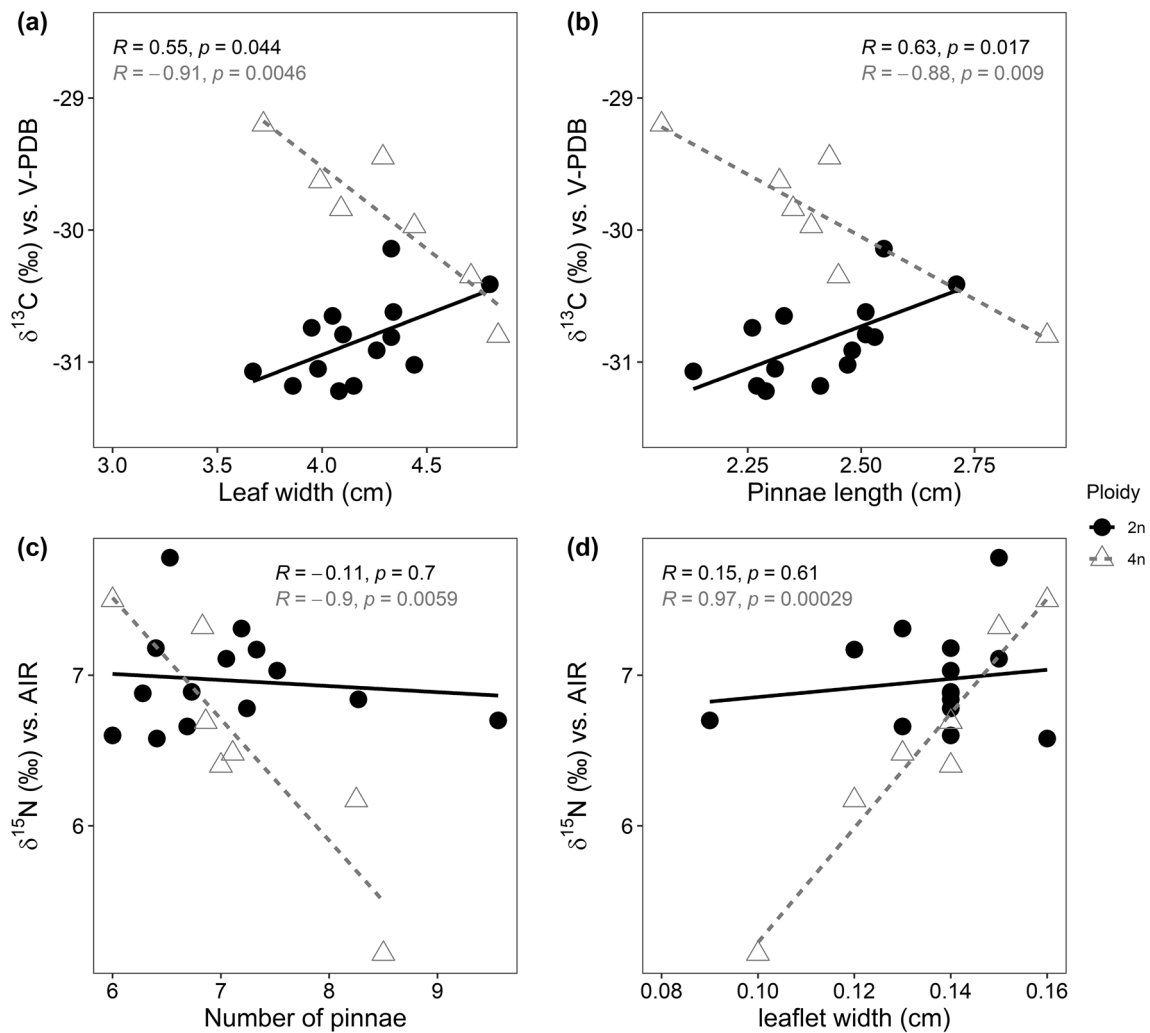 (a)
R = 0.55, p = 0.044
R = −0.91, p = 0.0046
δ13C (‰) vs. V-PDB
-29
-30
-31
3.0 3.5 4.0 4.5
Leaf width (cm)
(b)
R = 0.63, p = 0.017
R = −0.88, p = 0.009
δ13C (‰) vs. V-PDB
-29
-30
-31
2.25 2.50 2.75
Pinnae length (cm)
Ploidy
2n
4n
(c)
R = −0.11, p = 0.7
R = −0.9, p = 0.0059
δ15N (‰) vs. AIR
7
6
6 7 8 9
Number of pinnae
(d)
R = 0.15, p = 0.61
R = 0.97, p = 0.00029
δ15N (‰) vs. AIR
7
6
0.08 0.10 0.12 0.14 0.16
leaflet width (cm)